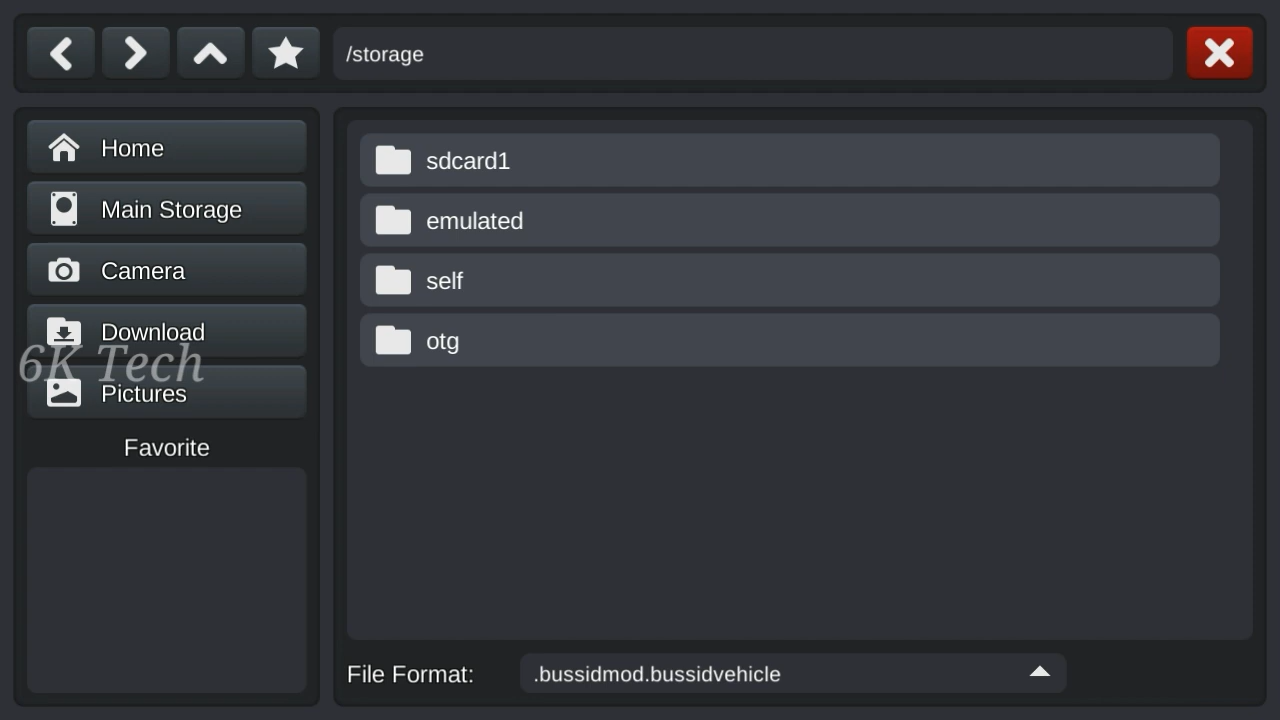 /storage
Home
Main Storage
Camera
Download
6K Tech
Pictures
Favorite
sdcard1
emulated
self
otg
File Format:
.bussidmod.bussidvehicle